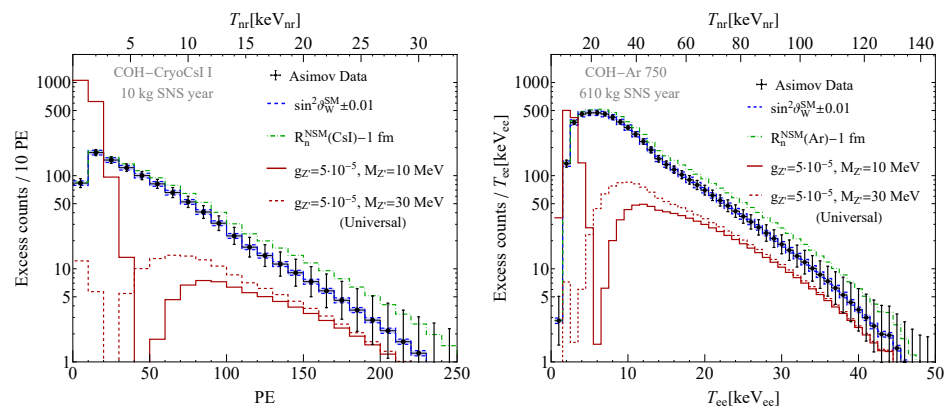 T_nr[keV_nr]
0 5 10 15 20 25 30
COH-CryoCsI I
10 kg SNS year
Asimov Data
sin²ϑ_W^SM±0.01
R_n^NSM(CsI)-1 fm
g_Z'=5·10⁻⁵, M_Z'=10 MeV
g_Z'=5·10⁻⁵, M_Z'=30 MeV
(Universal)
Excess counts / 10 PE
1000
500
100
50
10
5
1
0 50 100 150 200 250
PE
T_nr[keV_nr]
0 20 40 60 80 100 120 140
COH-Ar 750
610 kg SNS year
Asimov Data
sin²ϑ_W^SM±0.01
R_n^NSM(Ar)-1 fm
g_Z'=5·10⁻⁵, M_Z'=10 MeV
g_Z'=5·10⁻⁵, M_Z'=30 MeV
(Universal)
Excess counts / T_ee[keV_ee]
1000
500
100
50
10
5
1
0 10 20 30 40 50
T_ee[keV_ee]